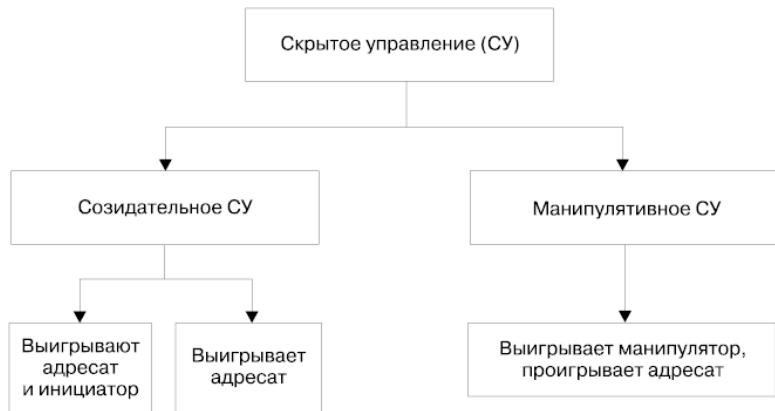 Скрытое управление (СУ)
Созидательное СУ
Манипулятивное СУ
Выигрывают
адресат
и инициатор
Выигрывает
адресат
Выигрывает манипулятор,
проигрывает адресат